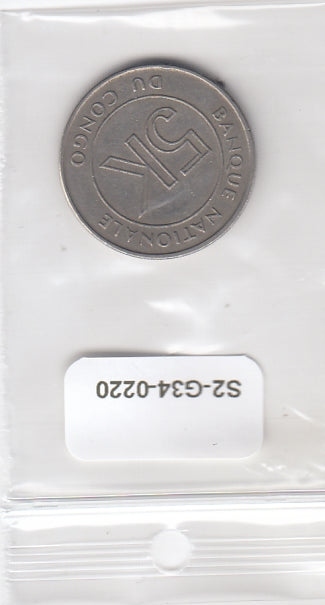 BANQUE NATIONALE
DU CONGO
5K
S2-G34-0220